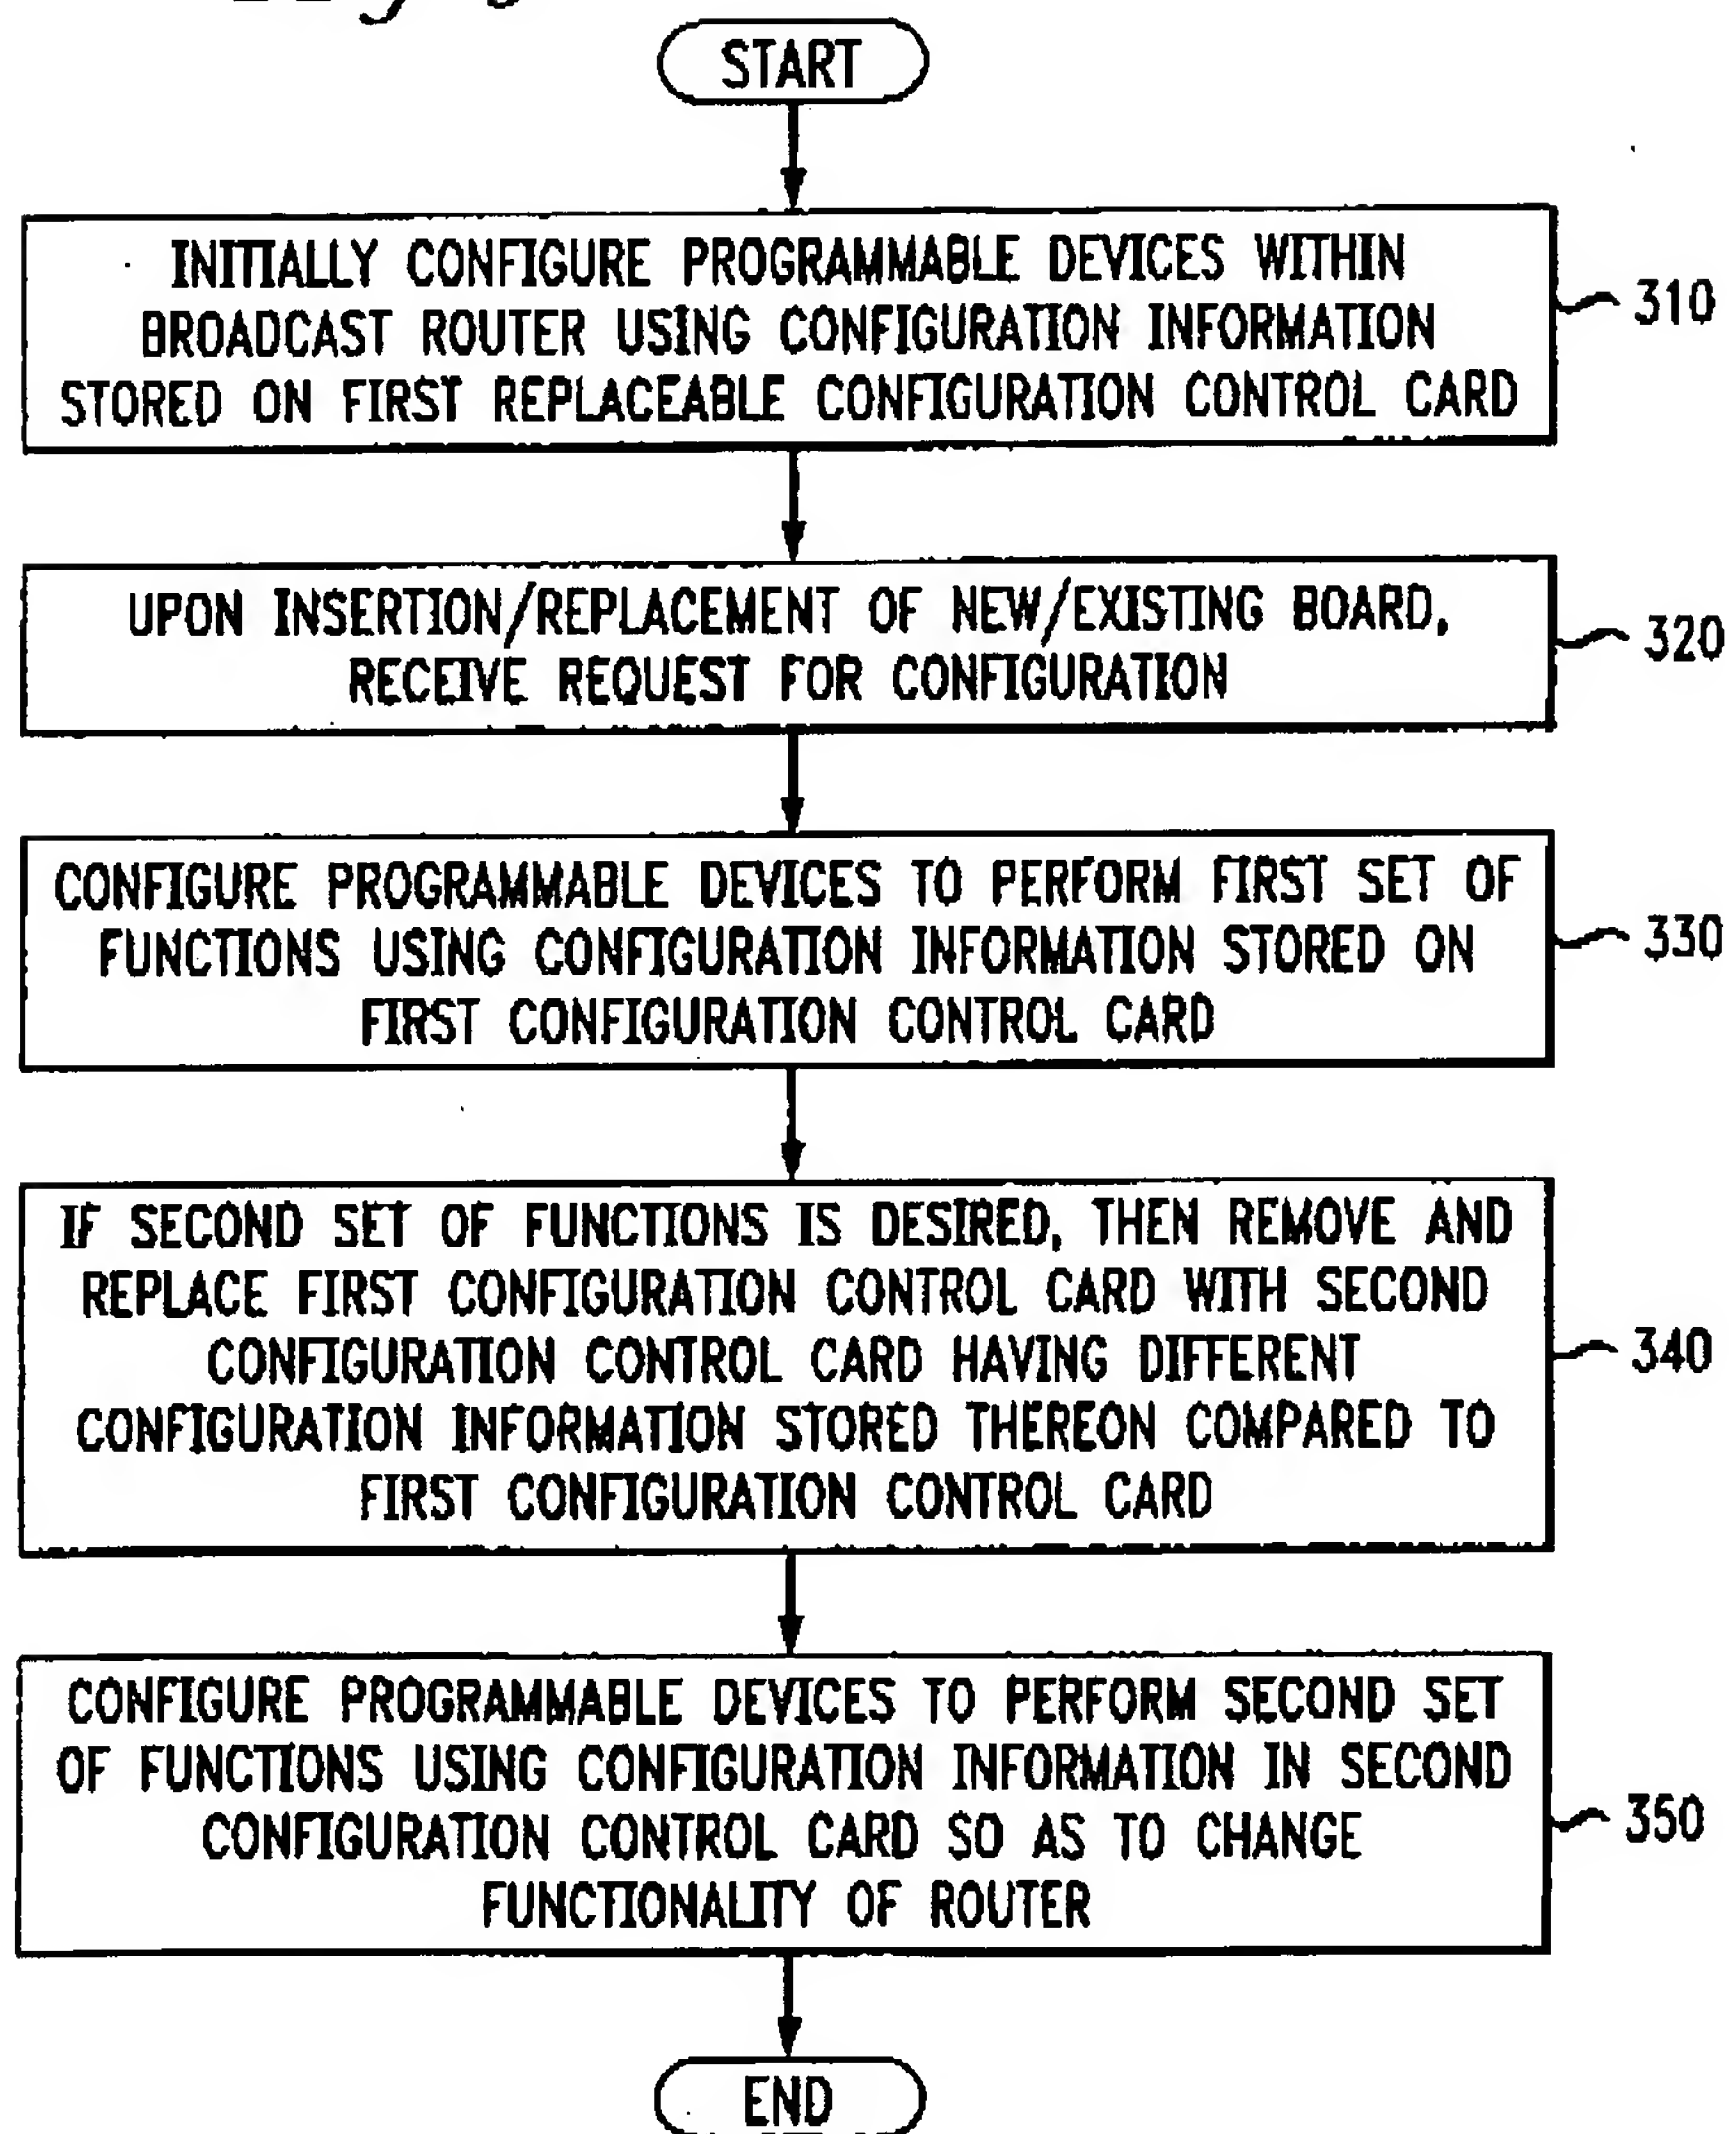 START
INITIALLY CONFIGURE PROGRAMMABLE DEVICES WITHIN
BROADCAST ROUTER USING CONFIGURATION INFORMATION
STORED ON FIRST REPLACEABLE CONFIGURATION CONTROL CARD
310
UPON INSERTION/REPLACEMENT OF NEW/EXISTING BOARD,
RECEIVE REQUEST FOR CONFIGURATION
320
CONFIGURE PROGRAMMABLE DEVICES TO PERFORM FIRST SET OF
FUNCTIONS USING CONFIGURATION INFORMATION STORED ON
FIRST CONFIGURATION CONTROL CARD
330
IF SECOND SET OF FUNCTIONS IS DESIRED, THEN REMOVE AND
REPLACE FIRST CONFIGURATION CONTROL CARD WITH SECOND
CONFIGURATION CONTROL CARD HAVING DIFFERENT
CONFIGURATION INFORMATION STORED THEREON COMPARED TO
FIRST CONFIGURATION CONTROL CARD
340
CONFIGURE PROGRAMMABLE DEVICES TO PERFORM SECOND SET
OF FUNCTIONS USING CONFIGURATION INFORMATION IN SECOND
CONFIGURATION CONTROL CARD SO AS TO CHANGE
FUNCTIONALITY OF ROUTER
350
END